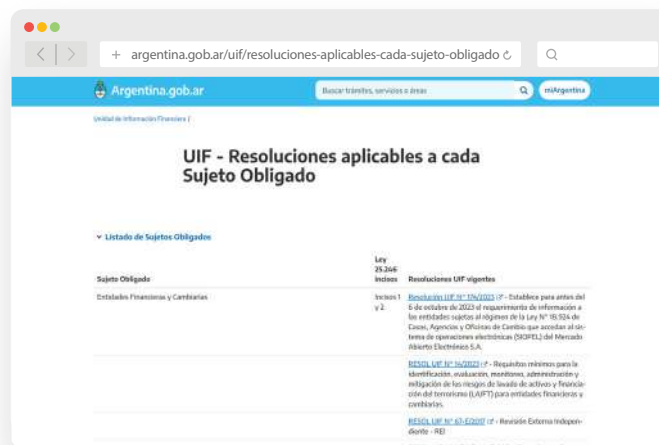 argentina.gob.ar/uif/resoluciones-aplicables-cada-sujeto-obligado
Argentina.gob.ar
Buscar trámites, servicios o áreas
miArgentina
Unidad de Información Financiera /
UIF - Resoluciones aplicables a cada
Sujeto Obligado
Listado de Sujetos Obligados
Sujeto Obligado
Ley
25.246
incisos
Resoluciones UIF vigentes
Entidades Financieras y Cambiarias
Incisos 1
y 2
Resolución UIF N° 174/2023 - Establece para antes del
6 de octubre de 2023 el requerimiento de información a
las entidades sujetas al régimen de la Ley N° 18.924 de
Casas, Agencias y Oficinas de Cambio que accedan al sis-
tema de operaciones electrónicas (SIOPEL) del Mercado
Abierto Electrónico S.A.
RESOL UIF N° 14/2023 - Requisitos mínimos para la
identificación, evaluación, monitoreo, administración y
mitigación de los riesgos de lavado de activos y financia-
ción del terrorismo (LA/FT) para entidades financieras y
cambiarias.
RESOL UIF N° 67-E/2017 - Revisión Externa Indepen-
diente - REI